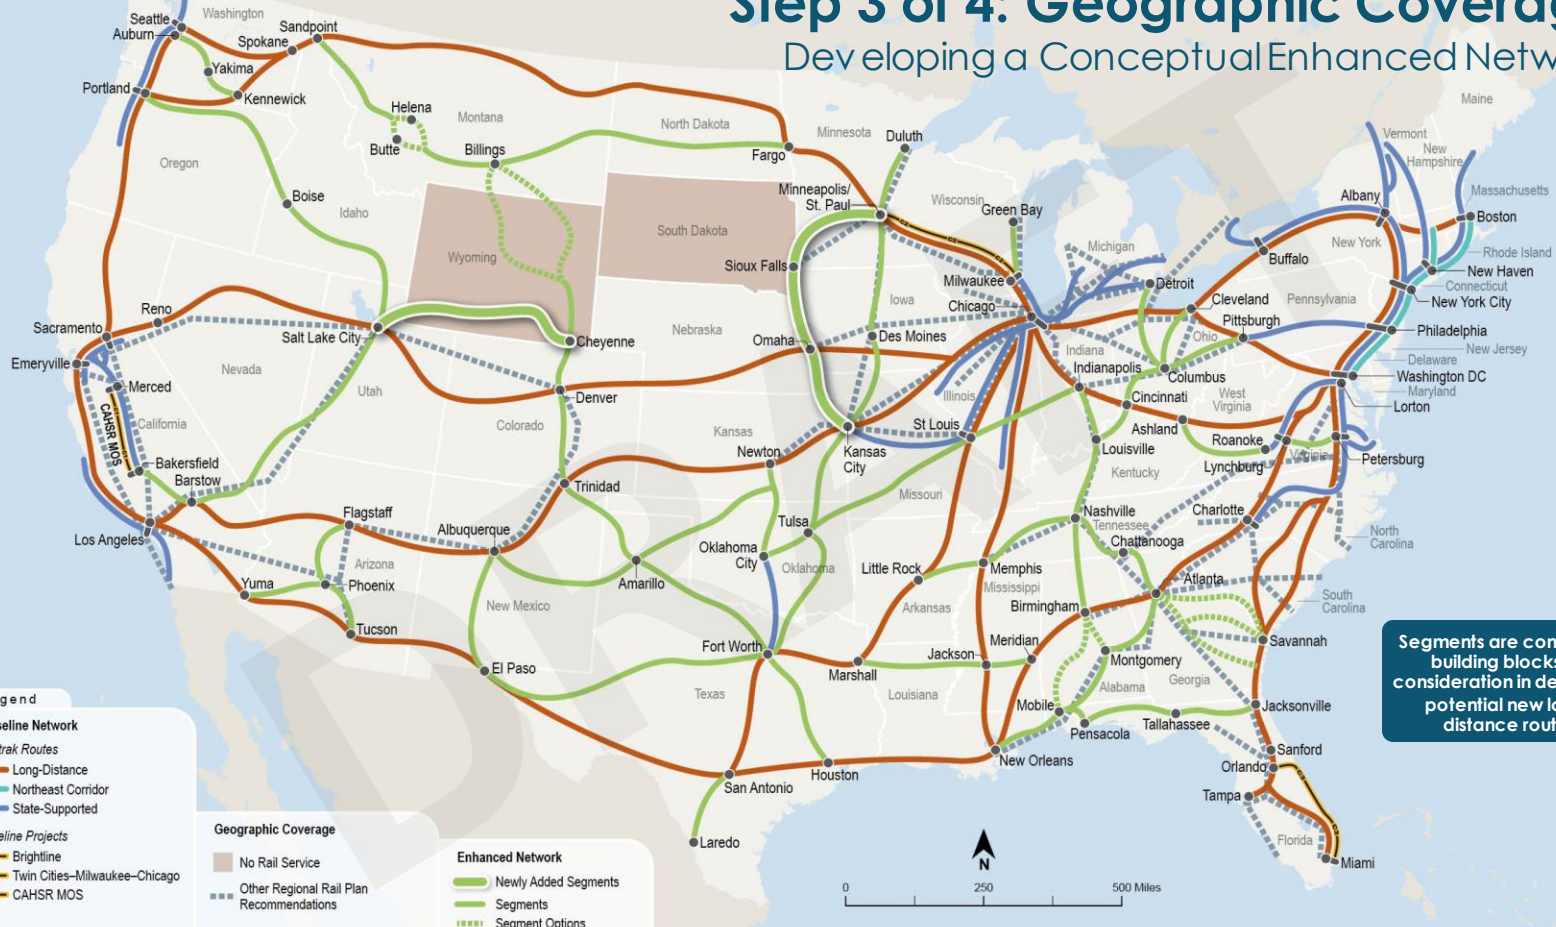 Step 3 of 4: Geographic Coverag
Developing a Conceptual Enhanced Netw
Seattle
Washington
Sandpoint
Auburn
Spokane
Yakima
Portland
Kennewick
Helena
Montana
North Dakota
Minnesota
Duluth
Maine
Vermont
New
Hampshire
Butte
Billings
Fargo
Oregon
Minneapolis/
St. Paul
Wisconsin
Green Bay
Albany
Massachusetts
Boston
Boise
Idaho
South Dakota
Michigan
New York
Buffalo
Rhode Island
Wyoming
Sioux Falls
Milwaukee
Detroit
New Haven
Connecticut
Reno
Iowa
Chicago
Cleveland
Pennsylvania
New York City
Sacramento
Salt Lake City
Cheyenne
Nebraska
Omaha
Des Moines
Pittsburgh
Ohio
Philadelphia
Emeryville
Nevada
Indiana
New Jersey
Indianapolis
Columbus
Delaware
Washington DC
Merced
Utah
Denver
Illinois
Cincinnati
West
Virginia
Maryland
Lorton
CAHSR MOS
California
Colorado
Kansas
St Louis
Ashland
Roanoke
Virginia
Newton
Kansas
City
Louisville
Lynchburg
Petersburg
Bakersfield
Barstow
Kentucky
Trinidad
Missouri
Flagstaff
Albuquerque
Tulsa
Nashville
Tennessee
Charlotte
Los Angeles
Oklahoma
City
Chattanooga
North
Carolina
Arizona
Oklahoma
Little Rock
Memphis
Atlanta
Yuma
Phoenix
Amarillo
Mississippi
New Mexico
Arkansas
Birmingham
South
Carolina
Tucson
Fort Worth
Meridian
Savannah
Jackson
Montgomery
El Paso
Marshall
Alabama
Georgia
Texas
Louisiana
Mobile
Jacksonville
Pensacola
Tallahassee
New Orleans
Sanford
Houston
Orlando
San Antonio
Tampa
Laredo
Florida
Miami
Segments are con
building blocks
consideration in de
potential new lo
distance rout
gend
seline Network
trak Routes
Long-Distance
Northeast Corridor
State-Supported
eline Projects
Brightline
Twin Cities–Milwaukee–Chicago
CAHSR MOS
Geographic Coverage
No Rail Service
Other Regional Rail Plan
Recommendations
Enhanced Network
Newly Added Segments
Segments
Segment Options
N
0 250 500 Miles
DRAFT